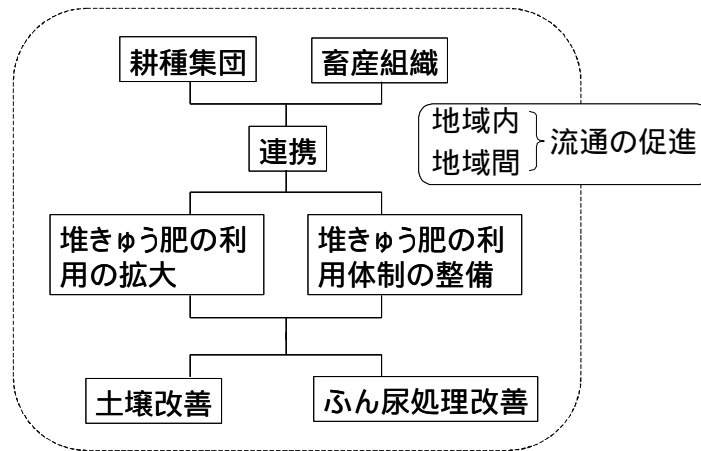 耕種集団
畜産組織
連携
地域内
地域間
流通の促進
堆きゅう肥の利
用の拡大
堆きゅう肥の利
用体制の整備
土壌改善
ふん尿処理改善